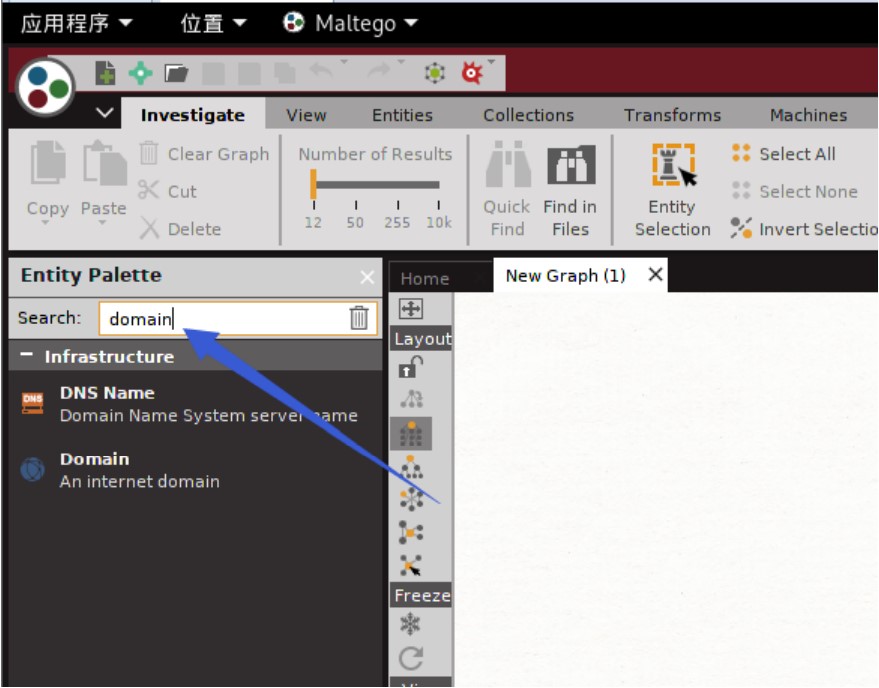 应用程序 位置 Maltego
Investigate View Entities Collections Transforms Machines
Copy Paste
Clear Graph
Cut
Delete
Number of Results
12 50 255 10k
Quick Find
Find in Files
Entity Selection
Select All
Select None
Invert Selectio
Entity Palette
Search: domain
Infrastructure
DNS
DNS Name
Domain Name System server name
Domain
An internet domain
Home New Graph (1)
Layout
Freeze